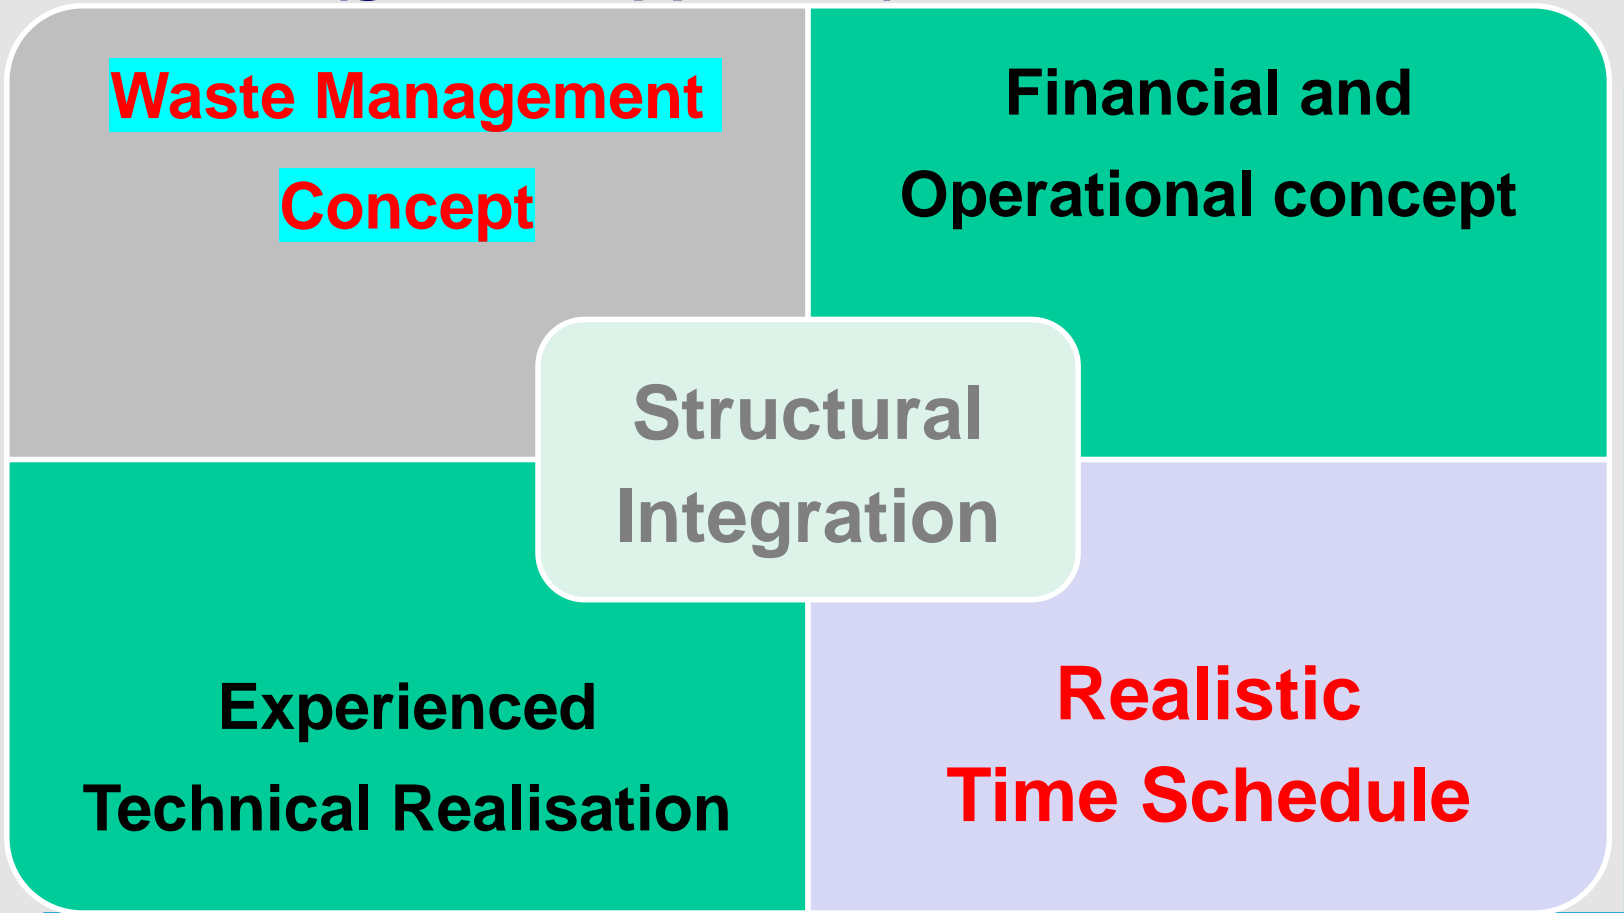 Waste Management
Concept
Financial and
Operational concept
Structural
Integration
Experienced
Technical Realisation
Realistic
Time Schedule